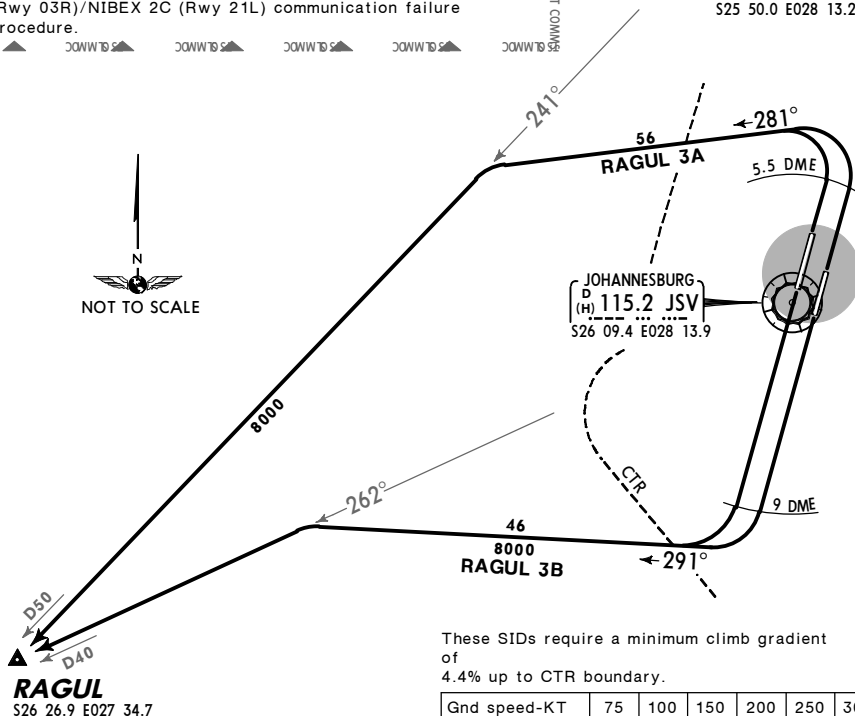 Rwy 03R)/NIBEX 2C (Rwy 21L) communication failure
rocedure.
S25 50.0 E028 13.2
241°
281°
56
RAGUL 3A
5.5 DME
N
NOT TO SCALE
JOHANNESBURG
D
(H) 115.2 JSV
S26 09.4 E028 13.9
8000
CTR
262°
9 DME
46
8000
291°
RAGUL 3B
D50
D40
RAGUL
S26 26.9 E027 34.7
These SIDs require a minimum climb gradient
of
4.4% up to CTR boundary.
Gnd speed-KT 75 100 150 200 250